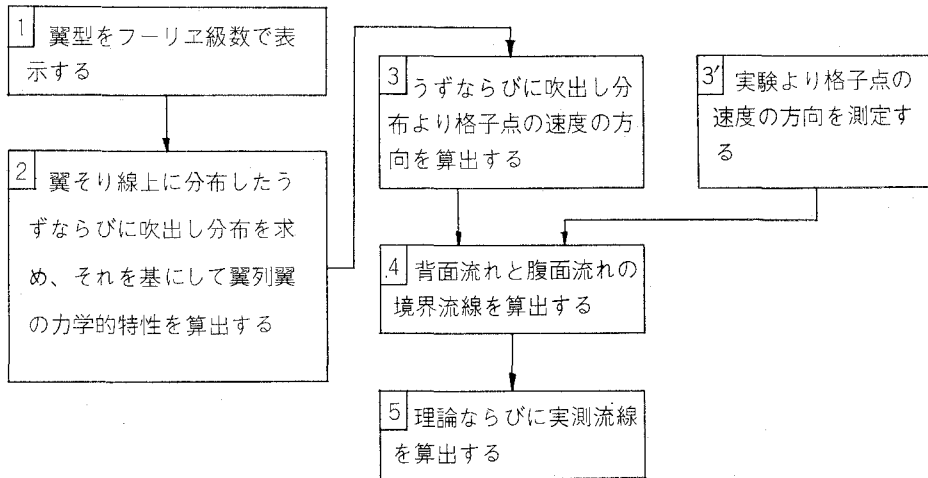 1 翼型をフーリヱ級数で表
示する
2 翼そり線上に分布したう
ずならびに吹出し分布を求
め、それを基にして翼列翼
の力学的特性を算出する
3 うずならびに吹出し分
布より格子点の速度の方
向を算出する
3′ 実験より格子点の
速度の方向を測定す
る
4 背面流れと腹面流れの
境界流線を算出する
5 理論ならびに実測流線
を算出する